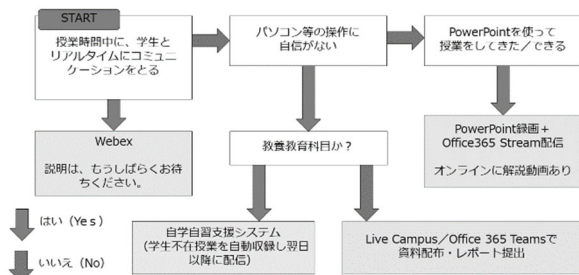 START
授業時間中に、学生と
リアルタイムにコミュニ
ケーションをとる
パソコン等の操作に
自信がない
PowerPointを使って
授業をしてきた／できる
Webex
説明は、もうしばらくお待
ちください。
教養教育科目か？
PowerPoint録画＋
Office365 Stream配信
オンラインに解説動画あり
はい（Yes）
いいえ（No）
自学自習支援システム
(学生不在授業を自動収録し翌日
以降に配信)
Live Campus／Office 365 Teamsで
資料配布・レポート提出